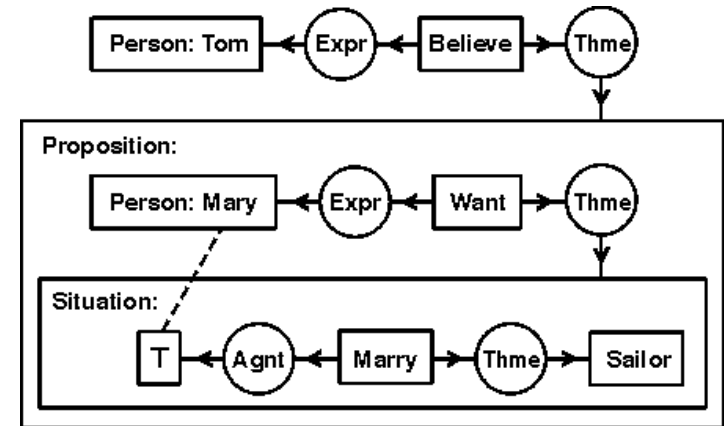 Person: Tom Expr Believe Thme
Proposition:
Person: Mary Expr Want Thme
Situation:
T Agnt Marry Thme Sailor